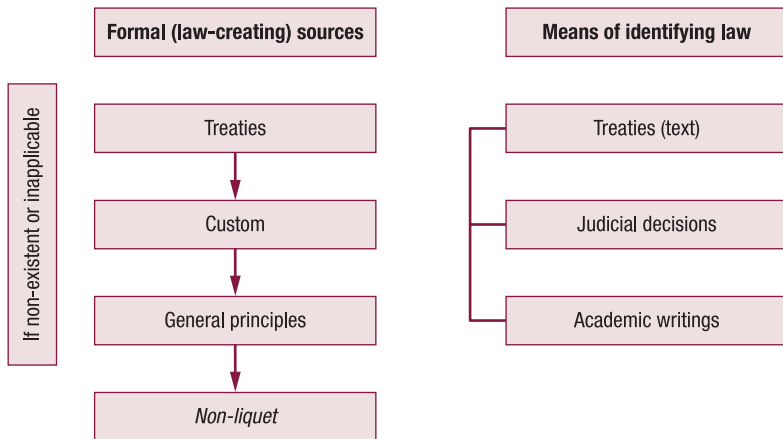 Formal (law-creating) sources
Means of identifying law
If non-existent or inapplicable
Treaties
Treaties (text)
Custom
Judicial decisions
General principles
Academic writings
Non-liquet